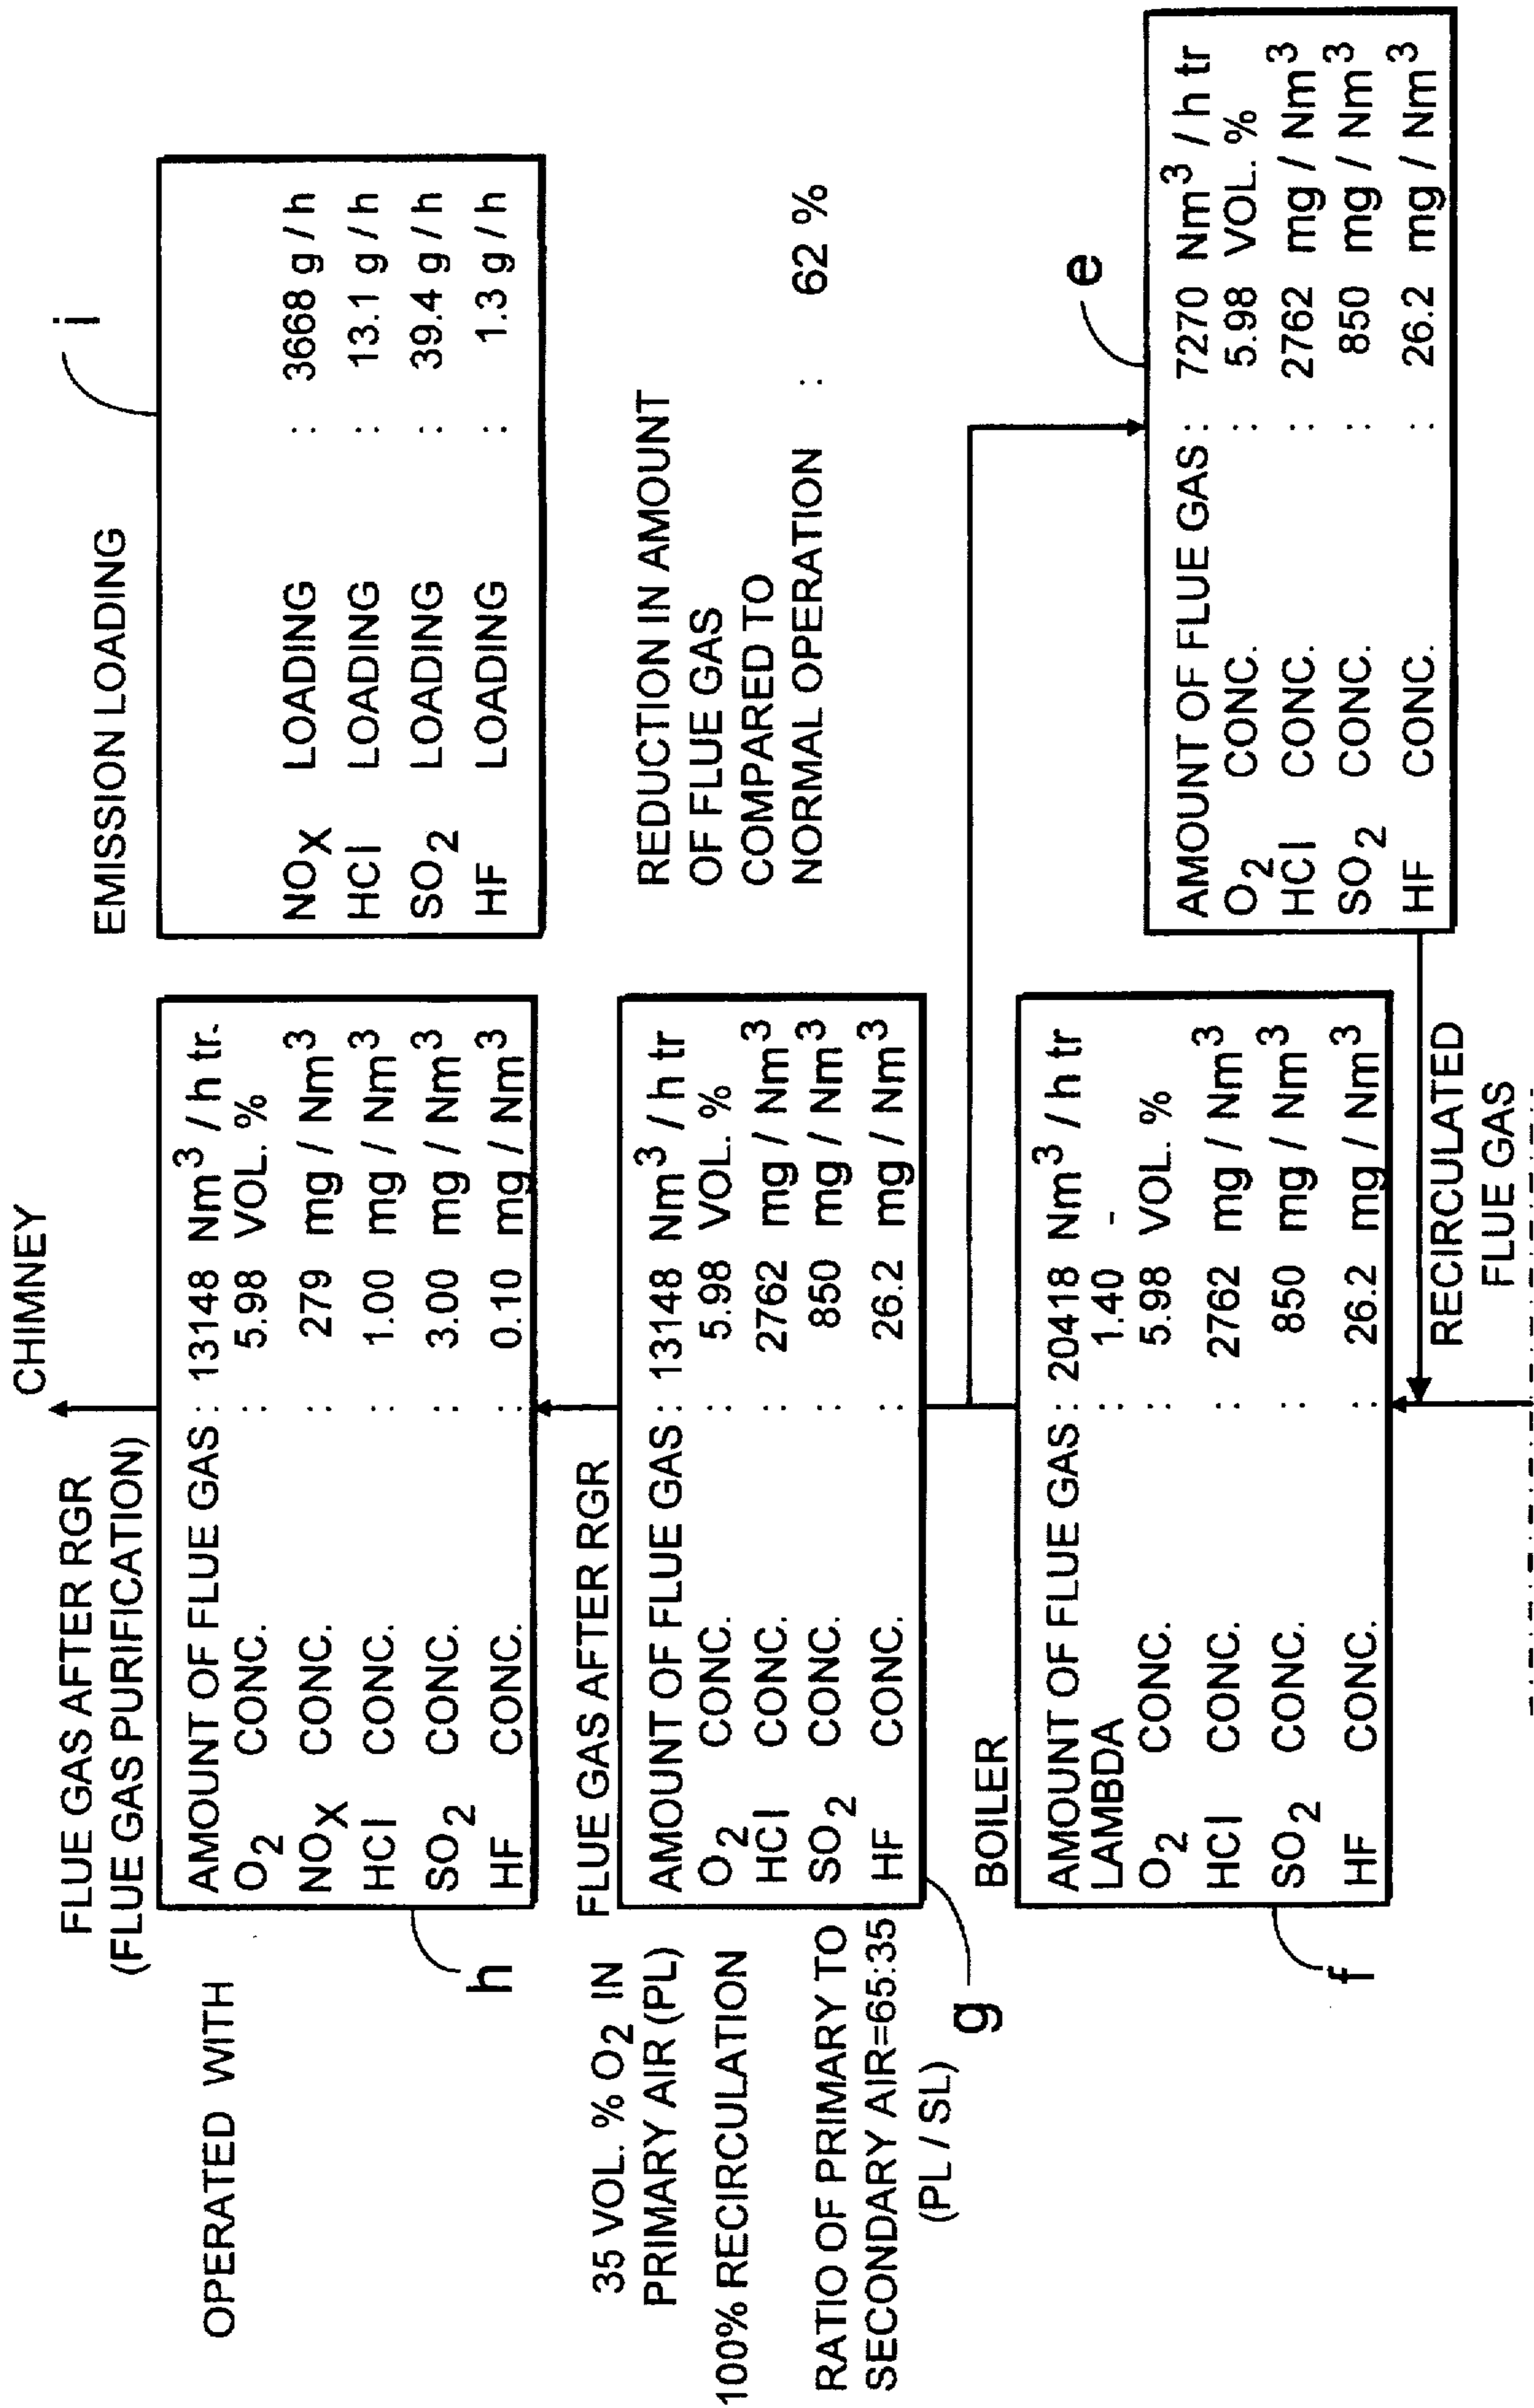 CHIMNEY
FLUE GAS AFTER RGR
(FLUE GAS PURIFICATION)
OPERATED WITH
AMOUNT OF FLUE GAS : 13148 Nm³ / h tr.
O₂ CONC. : 5.98 VOL. %
NOX CONC. : 279 mg / Nm³
HCl CONC. : 1.00 mg / Nm³
SO₂ CONC. : 3.00 mg / Nm³
HF CONC. : 0.10 mg / Nm³
h
EMISSION LOADING
i
NOX LOADING : 3668 g / h
HCl LOADING : 13.1 g / h
SO₂ LOADING : 39.4 g / h
HF LOADING : 1.3 g / h
35 VOL. % O₂ IN
PRIMARY AIR (PL)
100% RECIRCULATION
RATIO OF PRIMARY TO
SECONDARY AIR=65:35
(PL / SL)
FLUE GAS AFTER RGR
AMOUNT OF FLUE GAS : 13148 Nm³ / h tr
O₂ CONC. : 5.98 VOL. %
HCl CONC. : 2762 mg / Nm³
SO₂ CONC. : 850 mg / Nm³
HF CONC. : 26.2 mg / Nm³
g
REDUCTION IN AMOUNT
OF FLUE GAS
COMPARED TO
NORMAL OPERATION : 62 %
BOILER
AMOUNT OF FLUE GAS : 20418 Nm³ / h tr
LAMBDA : 1.40 -
O₂ CONC. : 5.98 VOL. %
HCl CONC. : 2762 mg / Nm³
SO₂ CONC. : 850 mg / Nm³
HF CONC. : 26.2 mg / Nm³
f
e
AMOUNT OF FLUE GAS : 7270 Nm³ / h tr
O₂ CONC. : 5.98 VOL. %
HCl CONC. : 2762 mg / Nm³
SO₂ CONC. : 850 mg / Nm³
HF CONC. : 26.2 mg / Nm³
RECIRCULATED
FLUE GAS